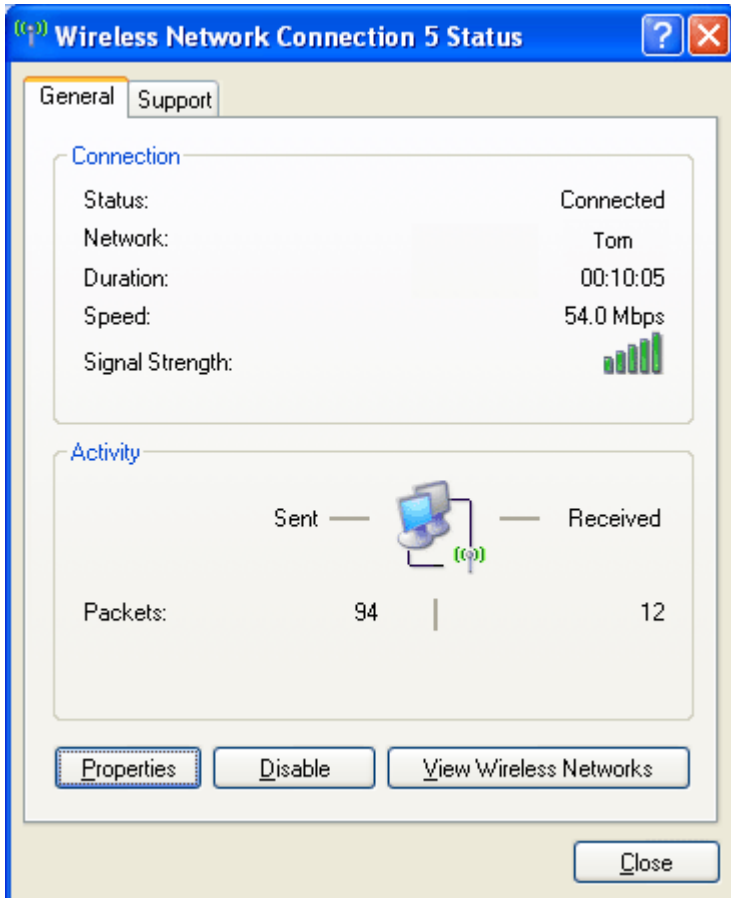 Wireless Network Connection 5 Status
General Support
Connection
Status: Connected
Network: Tom
Duration: 00:10:05
Speed: 54.0 Mbps
Signal Strength:
Activity
Sent Received
Packets: 94 12
Properties Disable View Wireless Networks
Close